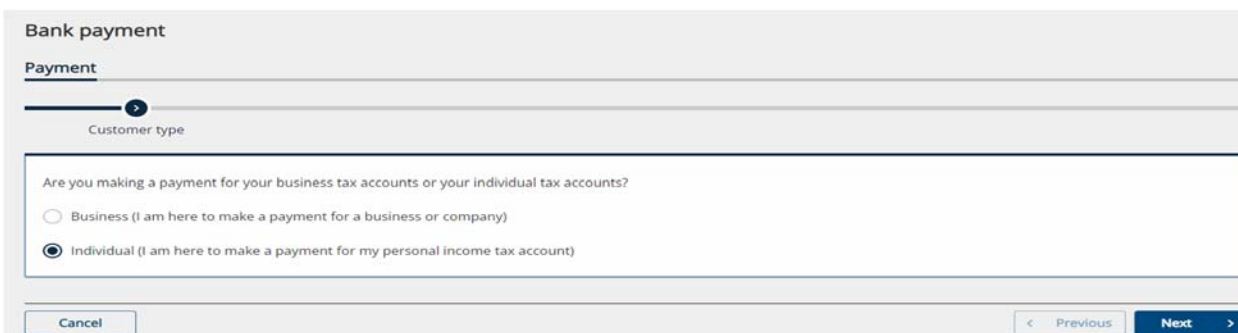 Bank payment
Payment
Customer type
Are you making a payment for your business tax accounts or your individual tax accounts?
Business (I am here to make a payment for a business or company)
Individual (I am here to make a payment for my personal income tax account)
Cancel
< Previous
Next >